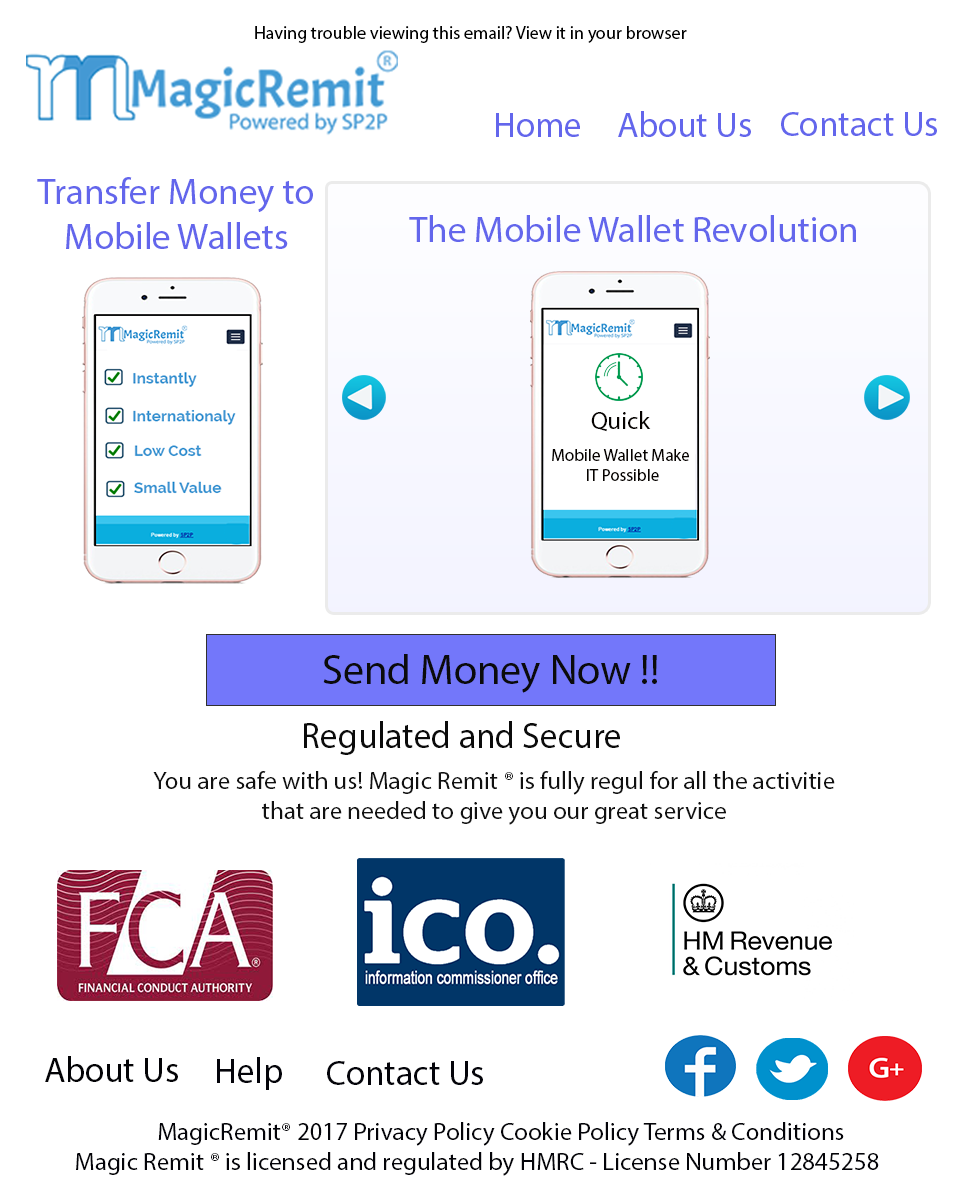 Having trouble viewing this email? View it in your browser
m MagicRemit®
Powered by SP2P
Home About Us Contact Us
Transfer Money to
Mobile Wallets
The Mobile Wallet Revolution
m MagicRemit®
Powered by SP2P
Instantly
Internationaly
Low Cost
Small Value
Powered by SP2P
m MagicRemit®
Powered by SP2P
Quick
Mobile Wallet Make
IT Possible
Powered by SP2P
Send Money Now !!
Regulated and Secure
You are safe with us! Magic Remit ® is fully regul for all the activitie
that are needed to give you our great service
FCA®
FINANCIAL CONDUCT AUTHORITY
ico.
information commissioner office
HM Revenue
& Customs
About Us Help Contact Us
f G+
MagicRemit® 2017 Privacy Policy Cookie Policy Terms & Conditions
Magic Remit ® is licensed and regulated by HMRC - License Number 12845258